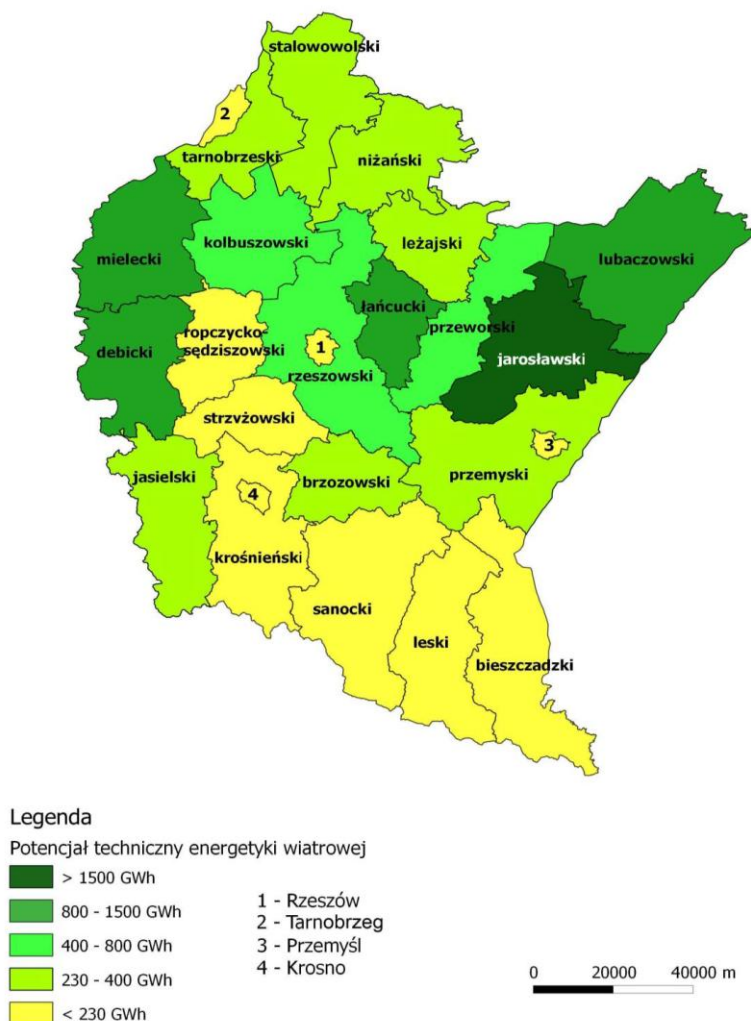 stalowowolski
2
tarnobrzeski
niżański
kolbuszowski
leżajski
mielecki
lubaczowski
łańcucki
ropczycko-
sędziszowski
przeworski
debicki
1
jarosławski
rzeszowski
strzyżowski
3
jasielski
brzozowski
przemyski
4
krośnieński
sanocki
leski
bieszczadzki
Legenda
Potencjał techniczny energetyki wiatrowej
> 1500 GWh
800 - 1500 GWh
400 - 800 GWh
230 - 400 GWh
< 230 GWh
1 - Rzeszów
2 - Tarnobrzeg
3 - Przemyśl
4 - Krosno
0 20000 40000 m